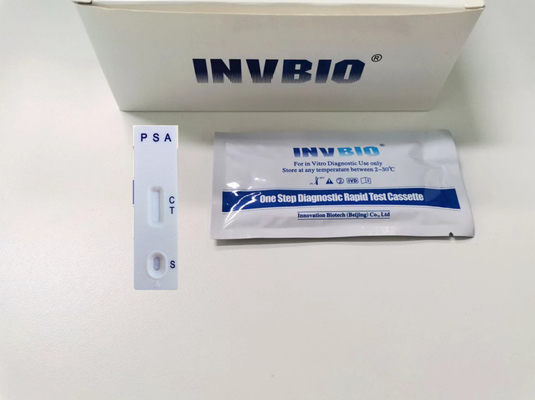 INVBIO®
PSA
C
T
S
INVBIO
For in Vitro Diagnostic Use only
Store at any temperature between 2~30℃
IVD
One Step Diagnostic Rapid Test Cassette
Innovation Biotech (Beijing) Co., Ltd